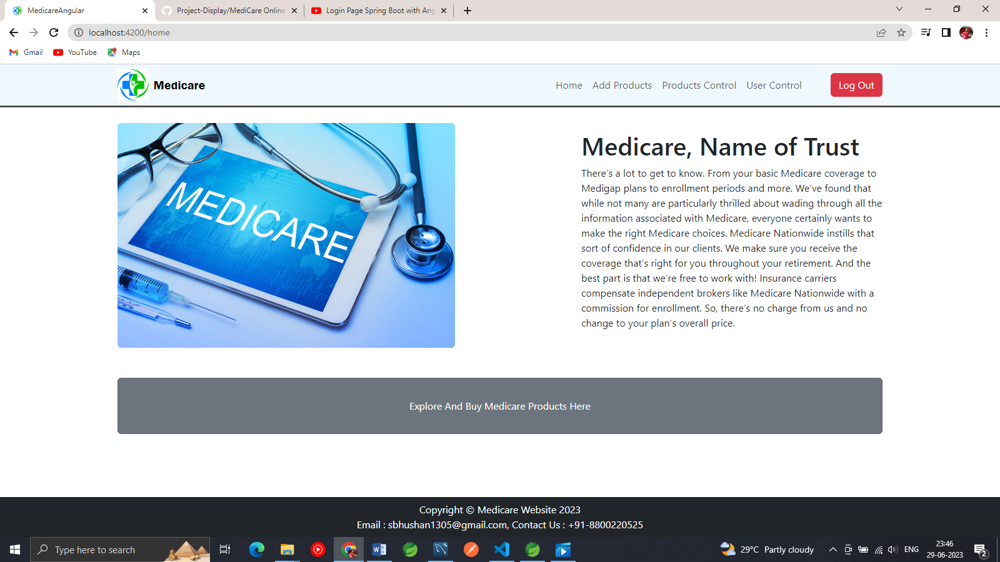 MedicareAngular
Project-Display/MediCare Online
Login Page Spring Boot with Ang
localhost:4200/home
Gmail
YouTube
Maps
Medicare
Home
Add Products
Products Control
User Control
Log Out
MEDICARE
Medicare, Name of Trust
There’s a lot to get to know. From your basic Medicare coverage to
Medigap plans to enrollment periods and more. We’ve found that
while not many are particularly thrilled about wading through all the
information associated with Medicare, everyone certainly wants to
make the right Medicare choices. Medicare Nationwide instills that
sort of confidence in our clients. We make sure you receive the
coverage that’s right for you throughout your retirement. And the
best part is that we’re free to work with! Insurance carriers
compensate independent brokers like Medicare Nationwide with a
commission for enrollment. So, there’s no charge from us and no
change to your plan’s overall price.
Explore And Buy Medicare Products Here
Copyright © Medicare Website 2023
Email : sbhushan1305@gmail.com, Contact Us : +91-8800220525
Type here to search
29°C Partly cloudy
ENG
23:46
29-06-2023
2